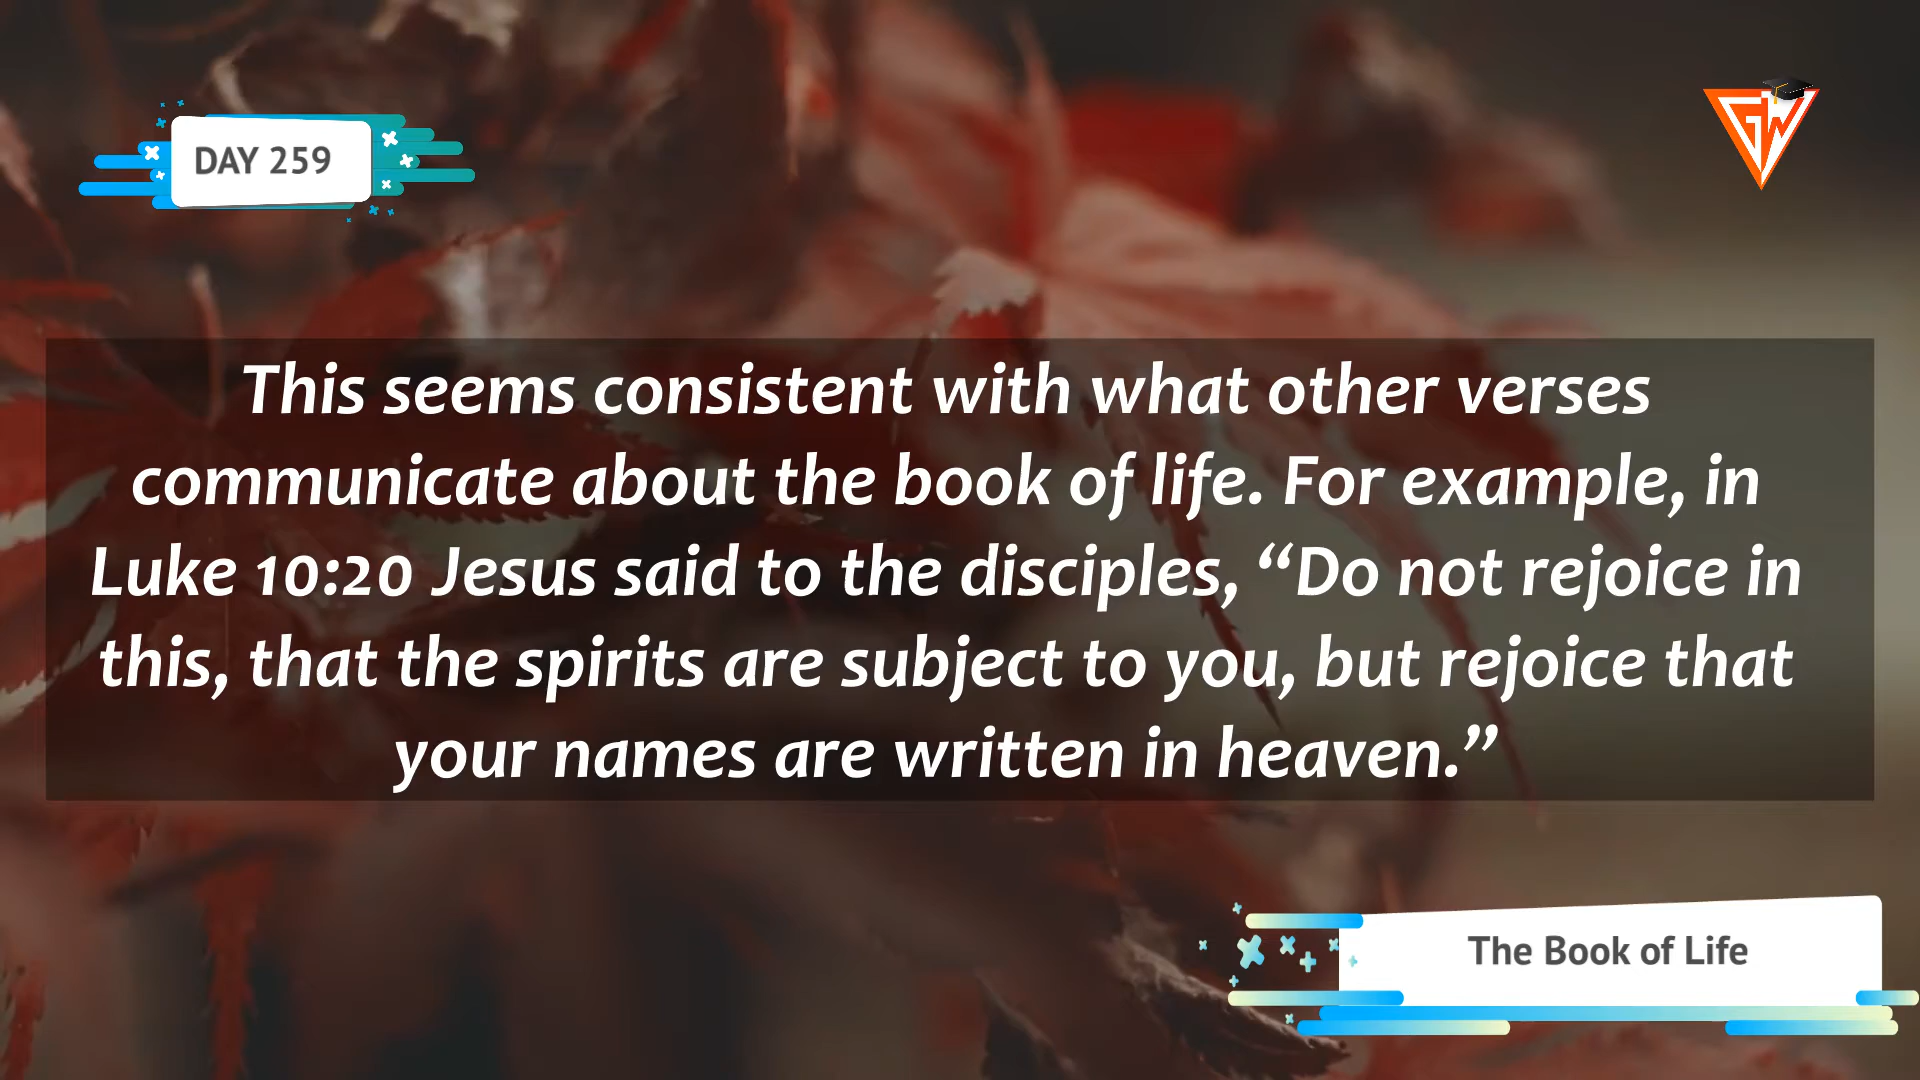 DAY 259
GW
This seems consistent with what other verses
communicate about the book of life. For example, in
Luke 10:20 Jesus said to the disciples, “Do not rejoice in
this, that the spirits are subject to you, but rejoice that
your names are written in heaven.”
The Book of Life